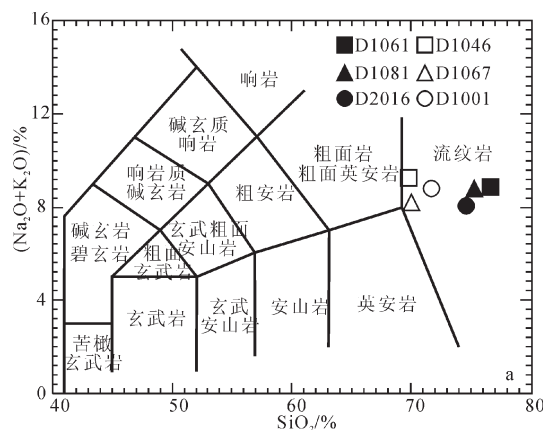 16
12
8
4
0
(Na₂O+K₂O)/%
■D1061 □D1046
▲D1081 △D1067
●D2016 ○D1001
响岩
碱玄质
响岩
粗面岩
粗面英安岩
流纹岩
响岩质
碱玄岩
粗安岩
碱玄岩
碧玄岩
玄武粗面
安山岩
粗面
玄武岩
玄武岩
玄武
安山岩
安山岩
英安岩
苦橄
玄武岩
a
40 50 60 70 80
SiO₂/%